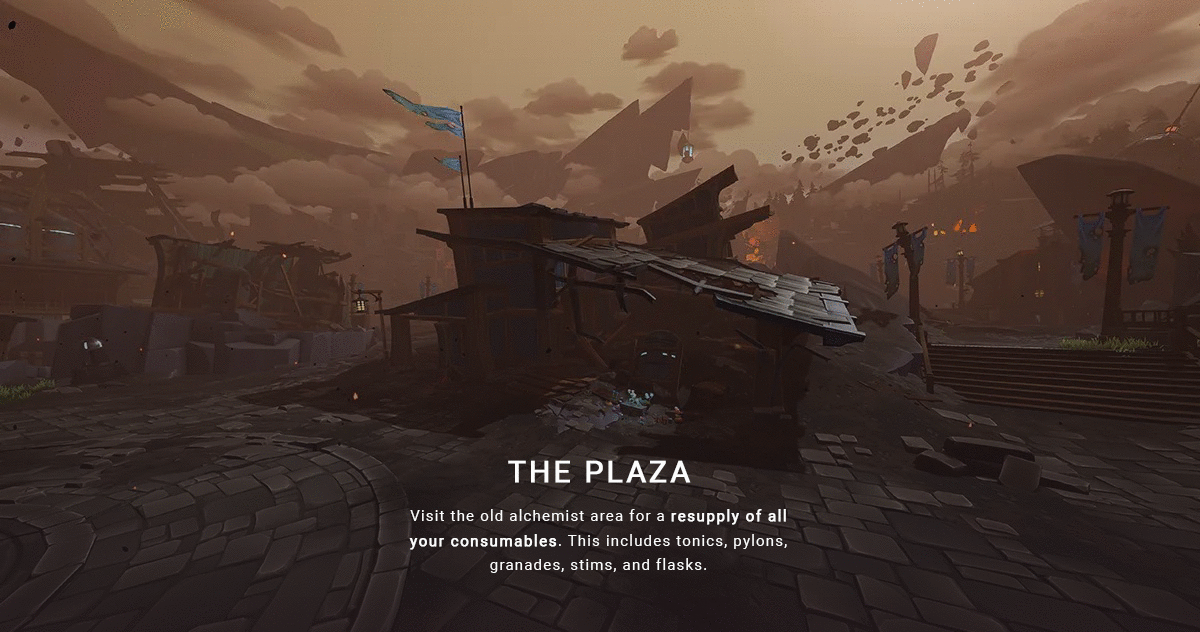 THE PLAZA
Visit the old alchemist area for a resupply of all
your consumables. This includes tonics, pylons,
granades, stims, and flasks.